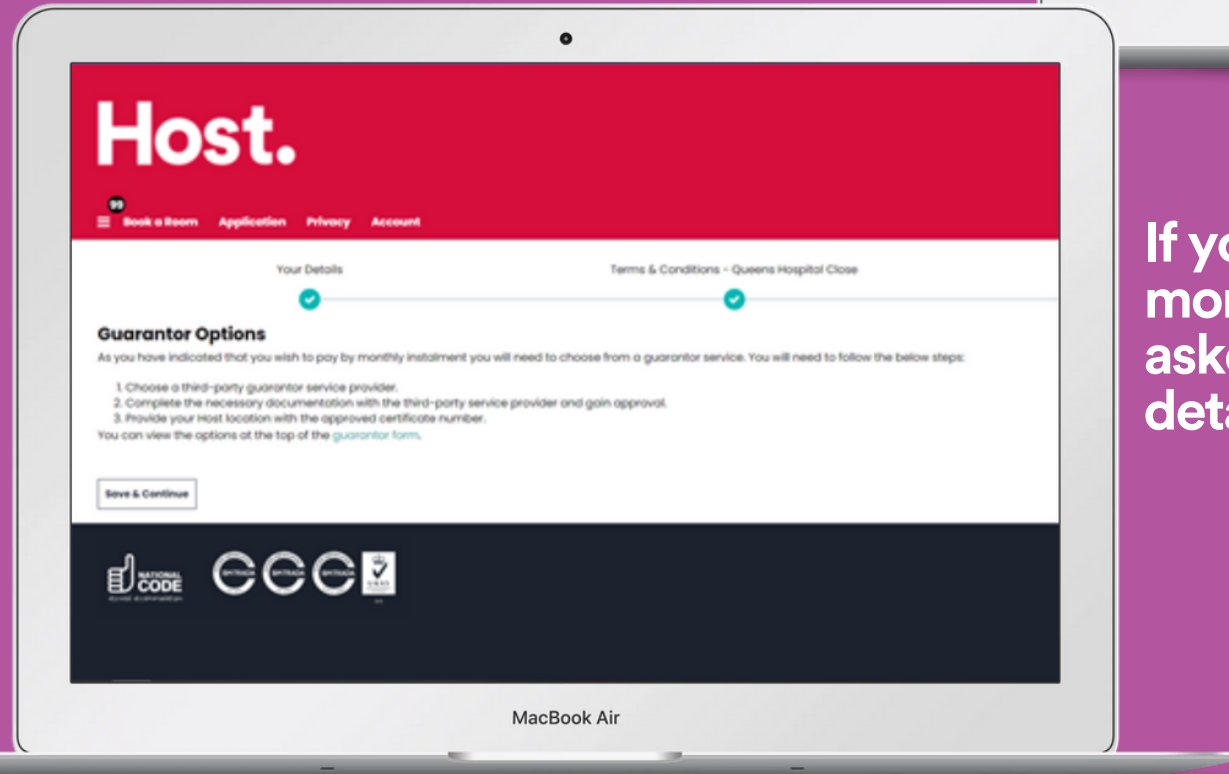 Host.
99
Book a Room Application Privacy Account
Your Details
Terms & Conditions - Queens Hospital Close
Guarantor Options
As you have indicated that you wish to pay by monthly instalment you will need to choose from a guarantor service. You will need to follow the below steps:
1. Choose a third-party guarantor service provider.
2. Complete the necessary documentation with the third-party service provider and gain approval.
3. Provide your Host location with the approved certificate number.
You can view the options at the top of the guarantor form.
Save & Continue
NATIONAL
CODE
BMTRADA BMTRADA BMTRADA
UKAS
MacBook Air
If yo
mon
aske
deta